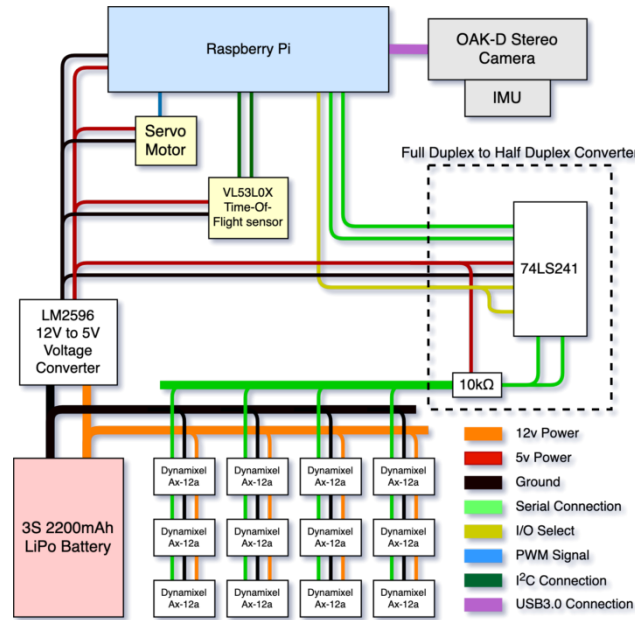 Raspberry Pi
OAK-D Stereo
Camera
IMU
Servo
Motor
Full Duplex to Half Duplex Converter
VL53L0X
Time-Of-
Flight sensor
74LS241
LM2596
12V to 5V
Voltage
Converter
10kΩ
3S 2200mAh
LiPo Battery
Dynamixel
Ax-12a
Dynamixel
Ax-12a
Dynamixel
Ax-12a
Dynamixel
Ax-12a
Dynamixel
Ax-12a
Dynamixel
Ax-12a
Dynamixel
Ax-12a
Dynamixel
Ax-12a
Dynamixel
Ax-12a
Dynamixel
Ax-12a
Dynamixel
Ax-12a
Dynamixel
Ax-12a
12v Power
5v Power
Ground
Serial Connection
I/O Select
PWM Signal
I²C Connection
USB3.0 Connection